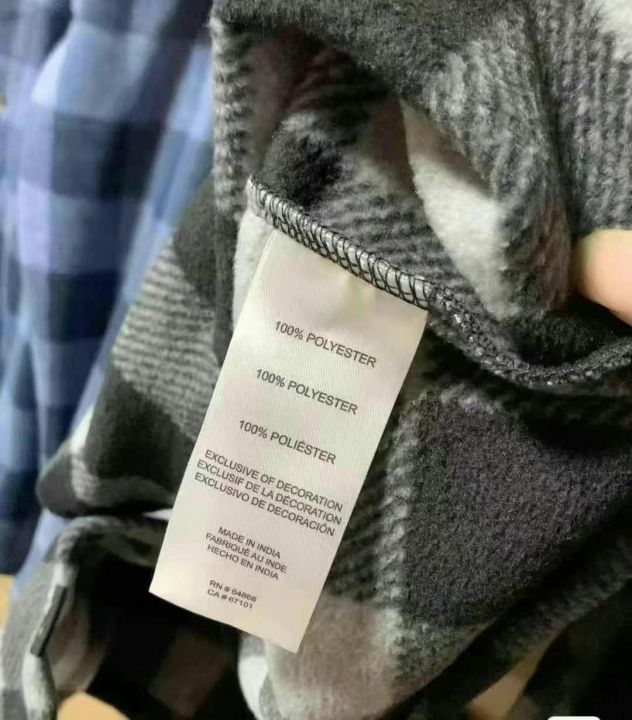 100% POLYESTER
100% POLYESTER
100% POLIÉSTER
EXCLUSIVE OF DECORATION
EXCLUSIF DE LA DÉCORATION
EXCLUSIVO DE DECORACIÓN
MADE IN INDIA
FABRIQUÉ AU INDE
HECHO EN INDIA
RN # 64866
CA # 67101